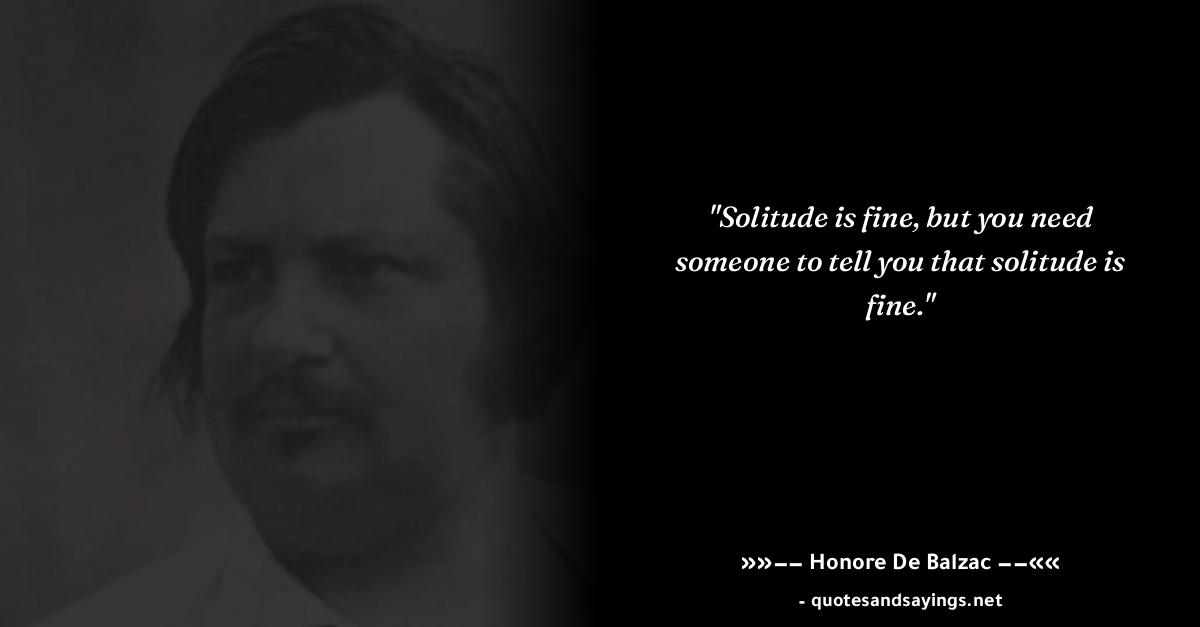 "Solitude is fine, but you need
someone to tell you that solitude is
fine."
»»−− Honore De Balzac −−««
- quotesandsayings.net